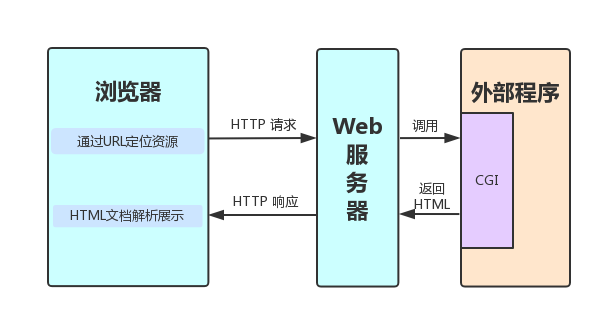 浏览器
通过URL定位资源
HTML文档解析展示
HTTP 请求
HTTP 响应
Web
服
务
器
调用
返回
HTML
外部程序
CGI